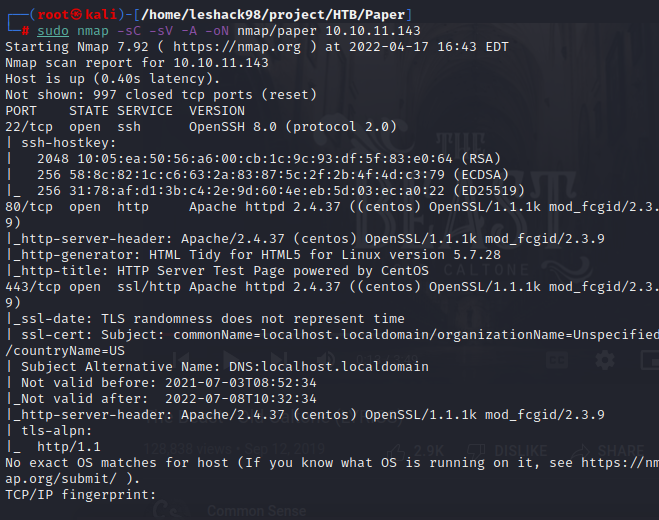 ┌──(root㉿kali)-[/home/leshack98/project/HTB/Paper]
└─# sudo nmap -sC -sV -A -oN nmap/paper 10.10.11.143
Starting Nmap 7.92 ( https://nmap.org ) at 2022-04-17 16:43 EDT
Nmap scan report for 10.10.11.143
Host is up (0.40s latency).
Not shown: 997 closed tcp ports (reset)
PORT    STATE SERVICE  VERSION
22/tcp  open  ssh      OpenSSH 8.0 (protocol 2.0)
| ssh-hostkey:
|   2048 10:05:ea:50:56:a6:00:cb:1c:9c:93:df:5f:83:e0:64 (RSA)
|   256 58:8c:82:1c:c6:63:2a:83:87:5c:2f:2b:4f:4d:c3:79 (ECDSA)
|_  256 31:78:af:d1:3b:c4:2e:9d:60:4e:eb:5d:03:ec:a0:22 (ED25519)
80/tcp  open  http     Apache httpd 2.4.37 ((centos) OpenSSL/1.1.1k mod_fcgid/2.3.
9)
|_http-server-header: Apache/2.4.37 (centos) OpenSSL/1.1.1k mod_fcgid/2.3.9
|_http-generator: HTML Tidy for HTML5 for Linux version 5.7.28
|_http-title: HTTP Server Test Page powered by CentOS
443/tcp open  ssl/http Apache httpd 2.4.37 ((centos) OpenSSL/1.1.1k mod_fcgid/2.3.
9)
|_ssl-date: TLS randomness does not represent time
| ssl-cert: Subject: commonName=localhost.localdomain/organizationName=Unspecified
/countryName=US
| Subject Alternative Name: DNS:localhost.localdomain
| Not valid before: 2021-07-03T08:52:34
|_Not valid after:  2022-07-08T10:32:34
|_http-server-header: Apache/2.4.37 (centos) OpenSSL/1.1.1k mod_fcgid/2.3.9
| tls-alpn:
|_  http/1.1
No exact OS matches for host (If you know what OS is running on it, see https://nm
ap.org/submit/ ).
TCP/IP fingerprint:
THE
BEAST
CALTONE
2.9K
DISLIKE
SHARE
Common Sense